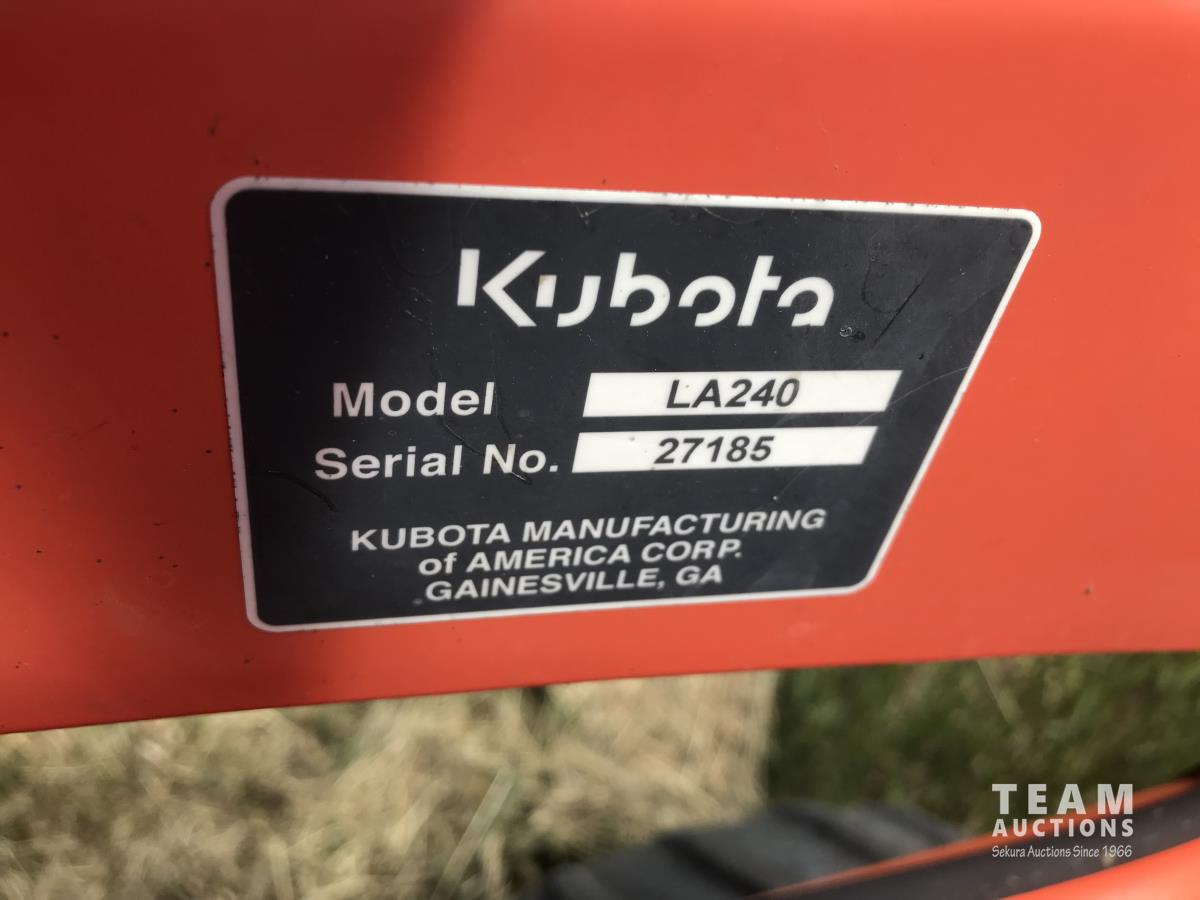 Kubota
Model LA240
Serial No. 27185
KUBOTA MANUFACTURING
of AMERICA CORP.
GAINESVILLE, GA
TEAM
AUCTIONS
Sekura Auctions Since 1966